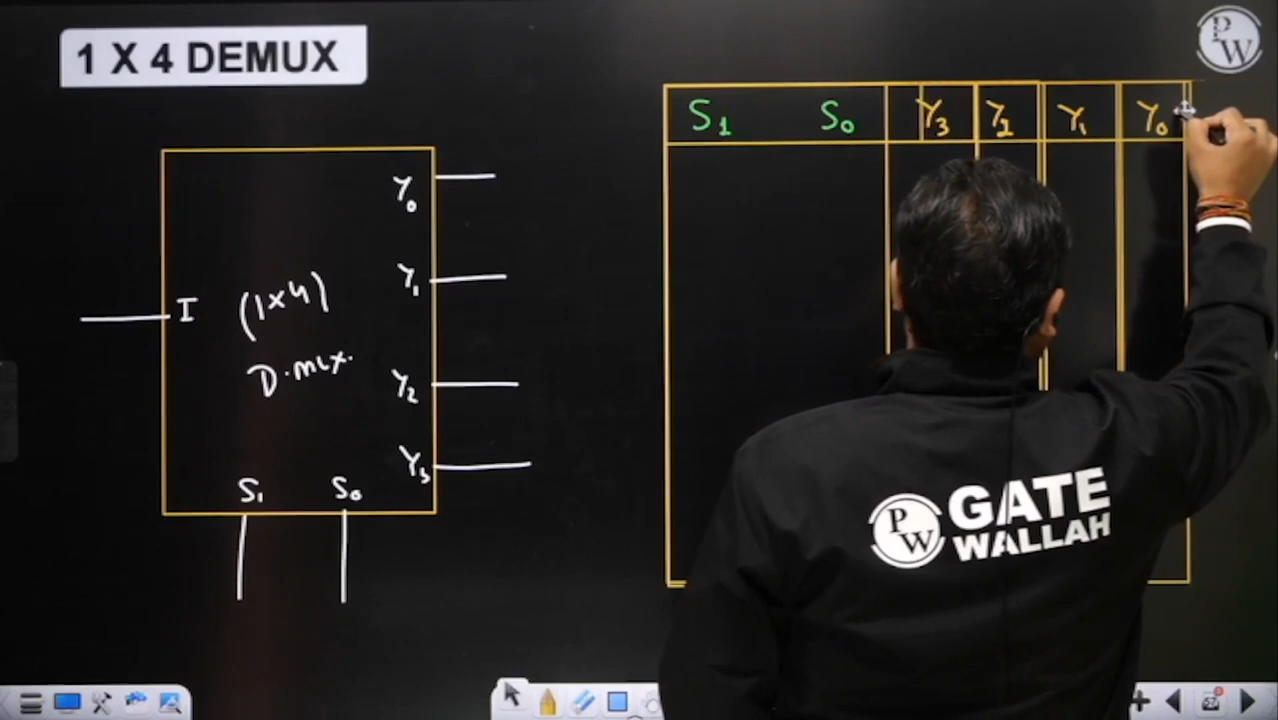 1 X 4 DEMUX
PW
S1 S0 Y3 Y2 Y1 Y0
Y0
Y1
I (1×4)
D.mux.
Y2
Y3
S1 S0
PW GATE
WALLAH